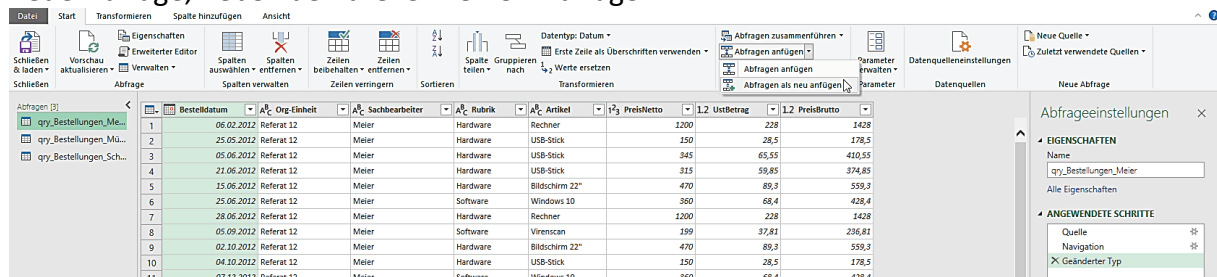 Datei Start Transformieren Spalte hinzufügen Ansicht
Schließen & laden
Vorschau aktualisieren
Eigenschaften
Erweiterter Editor
Verwalten
Spalten auswählen
Spalten entfernen
Zeilen beibehalten
Zeilen entfernen
Spalte teilen
Gruppieren nach
Datentyp: Datum
Erste Zeile als Überschriften verwenden
Werte ersetzen
Abfragen zusammenführen
Abfragen anfügen
Abfragen anfügen
Abfragen als neu anfügen
Parameter
Datenquelleneinstellungen
Neue Quelle
Zuletzt verwendete Quellen
Schließen Abfrage Spalten verwalten Zeilen verringern Sortieren Transformieren Parameter Datenquellen Neue Abfrage
Abfragen [3]
qry_Bestellungen_Me...
qry_Bestellungen_Mü...
qry_Bestellungen_Sch...
Bestelldatum Org-Einheit Sachbearbeiter Rubrik Artikel PreisNetto UstBetrag PreisBrutto
1 06.02.2012 Referat 12 Meier Hardware Rechner 1200 228 1428
2 25.05.2012 Referat 12 Meier Hardware USB-Stick 150 28,5 178,5
3 05.06.2012 Referat 12 Meier Hardware USB-Stick 345 65,55 410,55
4 21.06.2012 Referat 12 Meier Hardware USB-Stick 315 59,85 374,85
5 15.06.2012 Referat 12 Meier Hardware Bildschirm 22" 470 89,3 559,3
6 15.06.2012 Referat 12 Meier Software Windows 10 360 68,4 428,4
7 28.06.2012 Referat 12 Meier Hardware Rechner 1200 228 1428
8 05.09.2012 Referat 12 Meier Software Virenscan 199 37,81 236,81
9 02.10.2012 Referat 12 Meier Hardware Bildschirm 22" 470 89,3 559,3
10 04.10.2012 Referat 12 Meier Hardware USB-Stick 150 28,5 178,5
Abfrageeinstellungen
EIGENSCHAFTEN
Name
qry_Bestellungen_Meier
Alle Eigenschaften
ANGEWENDETE SCHRITTE
Quelle
Navigation
Geänderter Typ